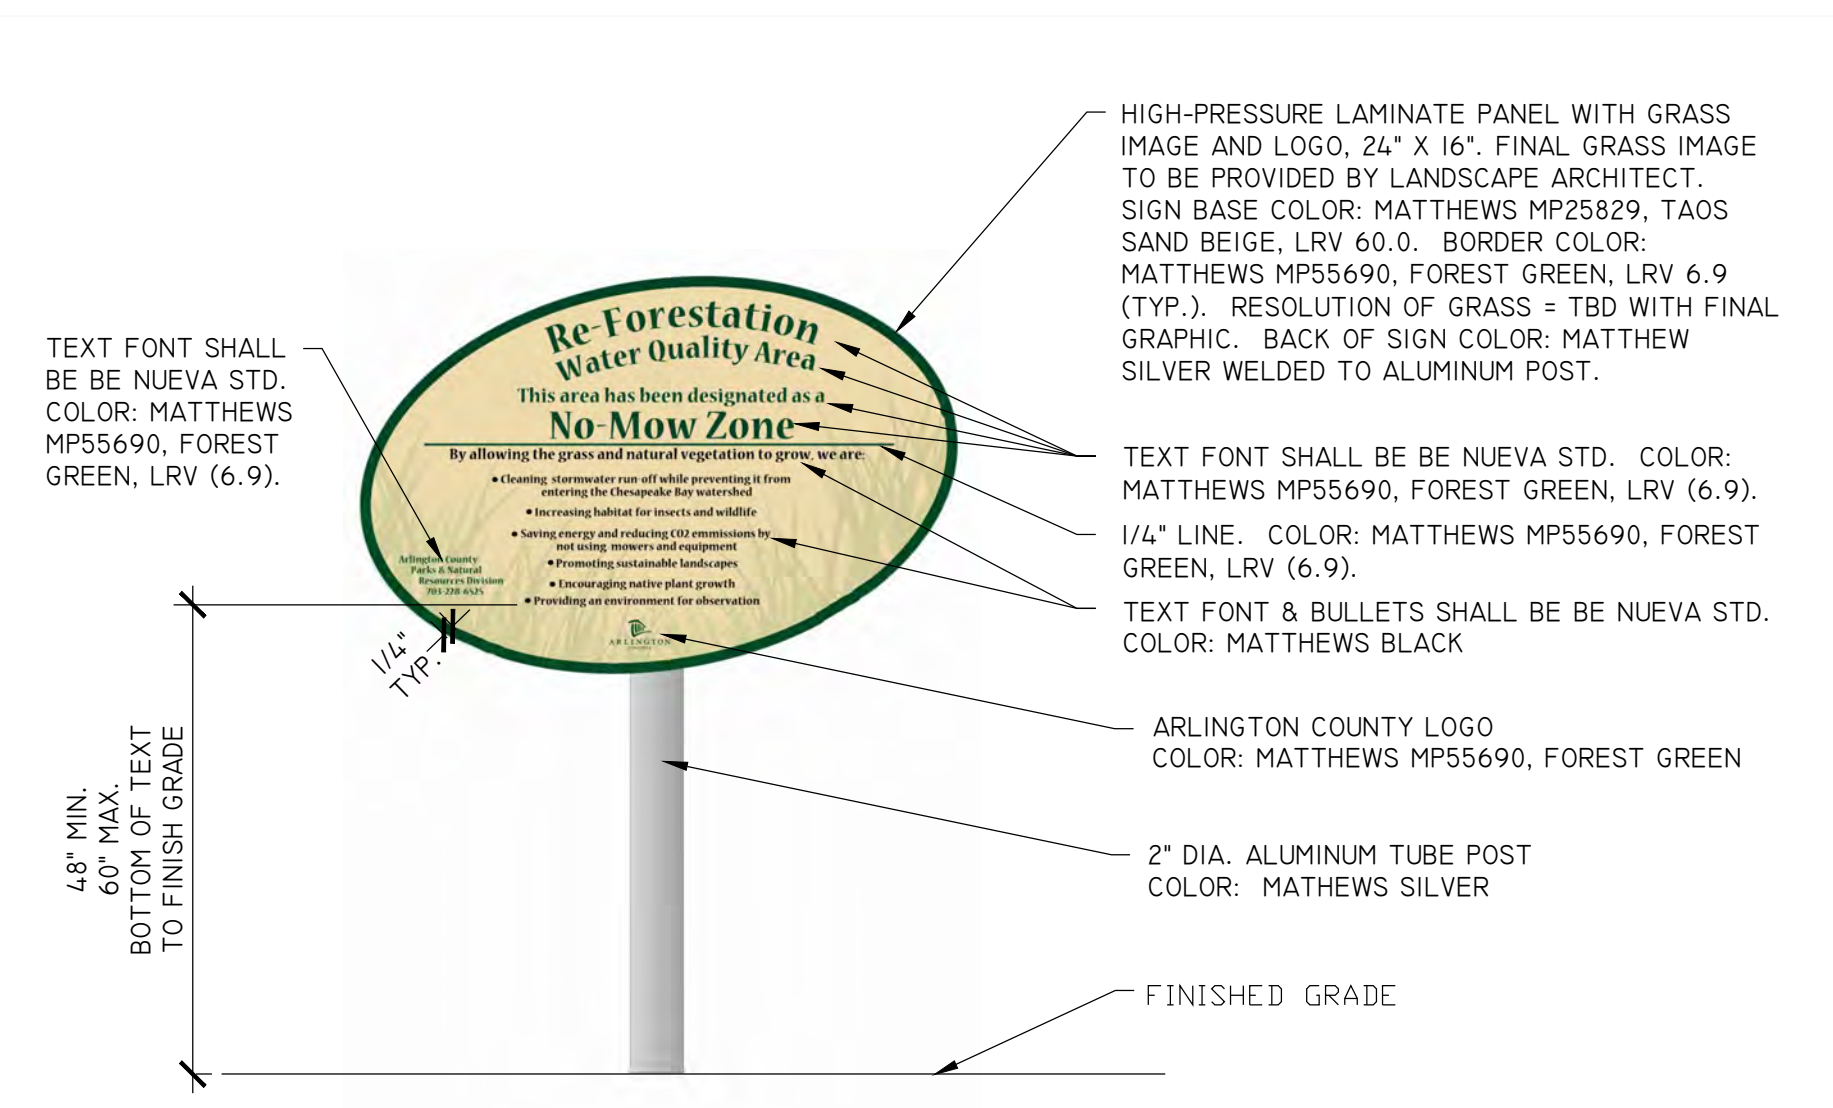 HIGH-PRESSURE LAMINATE PANEL WITH GRASS
IMAGE AND LOGO, 24" X 16". FINAL GRASS IMAGE
TO BE PROVIDED BY LANDSCAPE ARCHITECT.
SIGN BASE COLOR: MATTHEWS MP25829, TAOS
SAND BEIGE, LRV 60.0. BORDER COLOR:
MATTHEWS MP55690, FOREST GREEN, LRV 6.9
(TYP.). RESOLUTION OF GRASS = TBD WITH FINAL
GRAPHIC. BACK OF SIGN COLOR: MATTHEW
SILVER WELDED TO ALUMINUM POST.
TEXT FONT SHALL
BE BE NUEVA STD.
COLOR: MATTHEWS
MP55690, FOREST
GREEN, LRV (6.9).
Re-Forestation
Water Quality Area
This area has been designated as a
No-Mow Zone
By allowing the grass and natural vegetation to grow, we are:
• Cleaning stormwater run-off while preventing it from
entering the Chesapeake Bay watershed
• Increasing habitat for insects and wildlife
• Saving energy and reducing CO2 emmissions by
not using mowers and equipment
• Promoting sustainable landscapes
• Encouraging native plant growth
• Providing an environment for observation
Arlington County
Parks & Natural
Resources Division
703-228-6525
ARLINGTON
TEXT FONT SHALL BE BE NUEVA STD. COLOR:
MATTHEWS MP55690, FOREST GREEN, LRV (6.9).
1/4" LINE. COLOR: MATTHEWS MP55690, FOREST
GREEN, LRV (6.9).
TEXT FONT & BULLETS SHALL BE BE NUEVA STD.
COLOR: MATTHEWS BLACK
1/4"
TYP.
ARLINGTON COUNTY LOGO
COLOR: MATTHEWS MP55690, FOREST GREEN
48" MIN.
60" MAX.
BOTTOM OF TEXT
TO FINISH GRADE
2" DIA. ALUMINUM TUBE POST
COLOR: MATHEWS SILVER
FINISHED GRADE